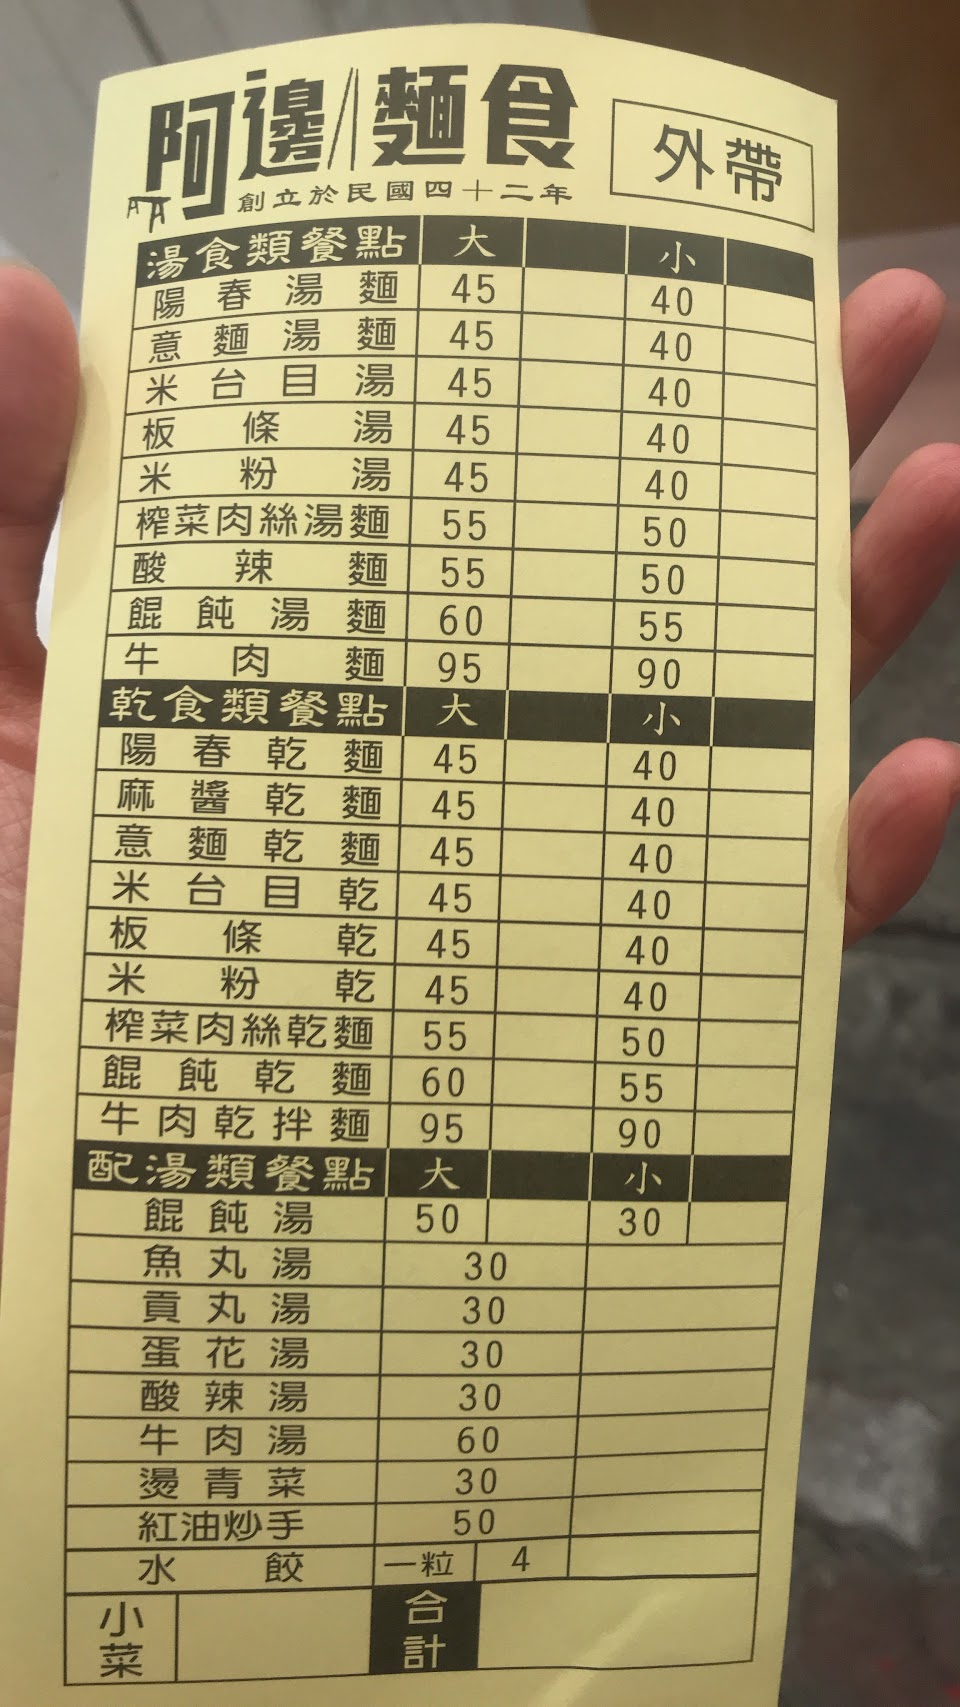 阿邊麵食
外帶
創立於民國四十二年
湯食類餐點 大 小
陽春湯麵 45 40
意麵湯麵 45 40
米台目湯 45 40
板條湯 45 40
米粉湯 45 40
榨菜肉絲湯麵 55 50
酸辣麵 55 50
餛飩湯麵 60 55
牛肉麵 95 90
乾食類餐點 大 小
陽春乾麵 45 40
麻醬乾麵 45 40
意麵乾麵 45 40
米台目乾 45 40
板條乾 45 40
米粉乾 45 40
榨菜肉絲乾麵 55 50
餛飩乾麵 60 55
牛肉乾拌麵 95 90
配湯類餐點 大 小
餛飩湯 50 30
魚丸湯 30
貢丸湯 30
蛋花湯 30
酸辣湯 30
牛肉湯 60
燙青菜 30
紅油炒手 50
水餃 一粒 4
小菜 合計